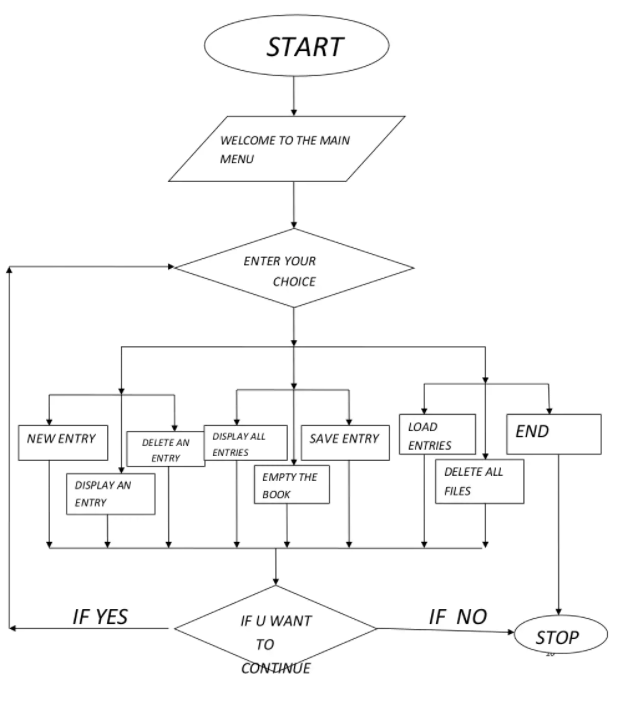 START
WELCOME TO THE MAIN
MENU
ENTER YOUR
CHOICE
NEW ENTRY
DISPLAY AN
ENTRY
DELETE AN
ENTRY
DISPLAY ALL
ENTRIES
EMPTY THE
BOOK
SAVE ENTRY
LOAD
ENTRIES
DELETE ALL
FILES
END
IF YES
IF U WANT
TO
CONTINUE
IF NO
STOP